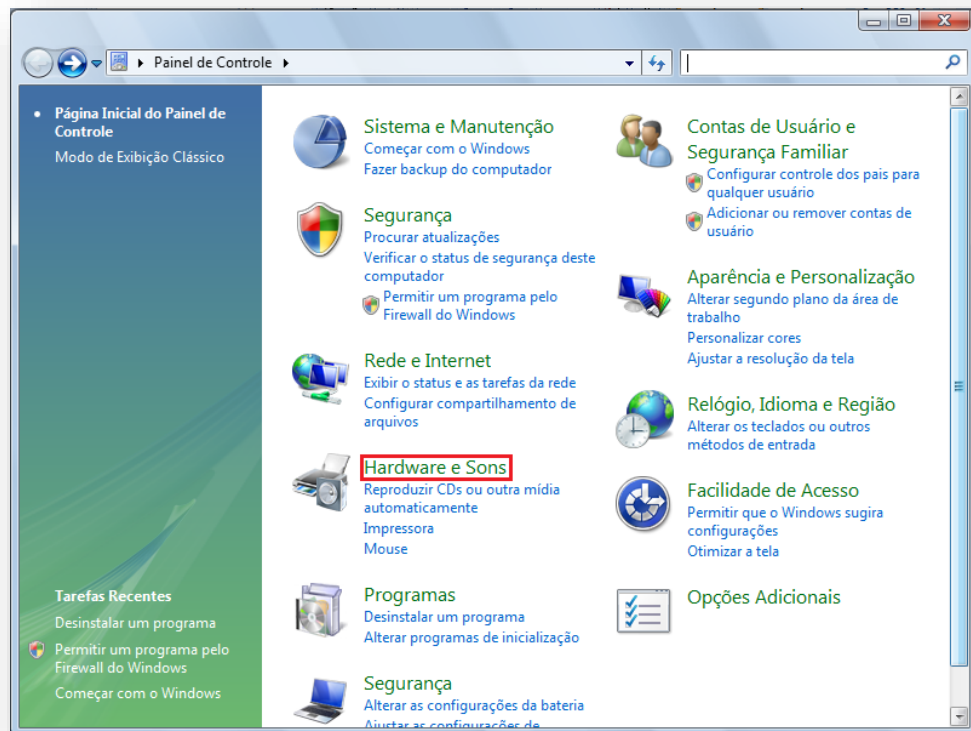 Painel de Controle
Página Inicial do Painel de
Controle
Modo de Exibição Clássico
Sistema e Manutenção
Começar com o Windows
Fazer backup do computador
Segurança
Procurar atualizações
Verificar o status de segurança deste
computador
Permitir um programa pelo
Firewall do Windows
Rede e Internet
Exibir o status e as tarefas da rede
Configurar compartilhamento de
arquivos
Hardware e Sons
Reproduzir CDs ou outra mídia
automaticamente
Impressora
Mouse
Programas
Desinstalar um programa
Alterar programas de inicialização
Segurança
Alterar as configurações da bateria
Ajustar as configurações de
Contas de Usuário e
Segurança Familiar
Configurar controle dos pais para
qualquer usuário
Adicionar ou remover contas de
usuário
Aparência e Personalização
Alterar segundo plano da área de
trabalho
Personalizar cores
Ajustar a resolução da tela
Relógio, Idioma e Região
Alterar os teclados ou outros
métodos de entrada
Facilidade de Acesso
Permitir que o Windows sugira
configurações
Otimizar a tela
Opções Adicionais
Tarefas Recentes
Desinstalar um programa
Permitir um programa pelo
Firewall do Windows
Começar com o Windows